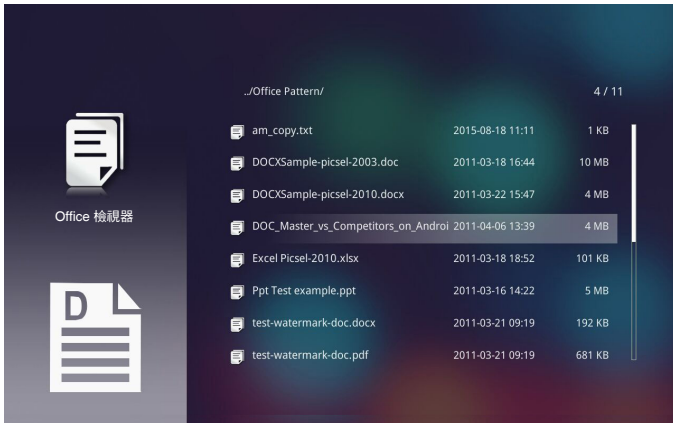 ../Office Pattern/ 4 / 11
am_copy.txt 2015-08-18 11:11 1 KB
DOCXSample-picsel-2003.doc 2011-03-18 16:44 10 MB
DOCXSample-picsel-2010.docx 2011-03-22 15:47 4 MB
Office 檢視器
DOC_Master_vs_Competitors_on_Androi 2011-04-06 13:39 4 MB
Excel Picsel-2010.xlsx 2011-03-18 18:52 101 KB
Ppt Test example.ppt 2011-03-16 14:22 5 MB
D
test-watermark-doc.docx 2011-03-21 09:19 192 KB
test-watermark-doc.pdf 2011-03-21 09:19 681 KB